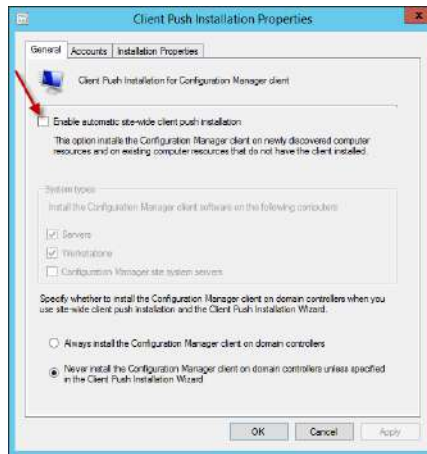 Client Push Installation Properties
x
General Accounts Installation Properties
Client Push Installation for Configuration Manager client
Enable automatic site-wide client push installation
This option installs the Configuration Manager client on newly discovered computer
resources and on existing computer resources that do not have the client installed.
System types
Install the Configuration Manager client software on the following computers
Servers
Workstations
Configuration Manager site system servers
Specify whether to install the Configuration Manager client on domain controllers when you
use site-wide client push installation and the Client Push Installation Wizard.
Always install the Configuration Manager client on domain controllers
Never install the Configuration Manager client on domain controllers unless specified
in the Client Push Installation Wizard
OK Cancel Apply